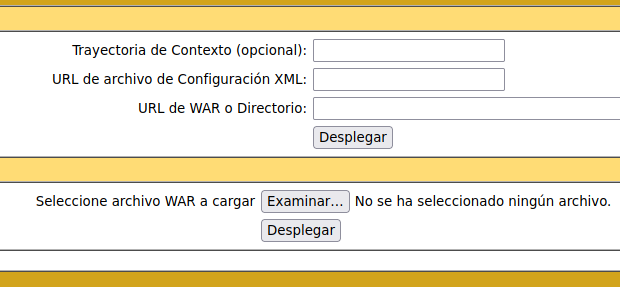 Trayectoria de Contexto (opcional):
URL de archivo de Configuración XML:
URL de WAR o Directorio:
Desplegar
Seleccione archivo WAR a cargar Examinar... No se ha seleccionado ningún archivo.
Desplegar